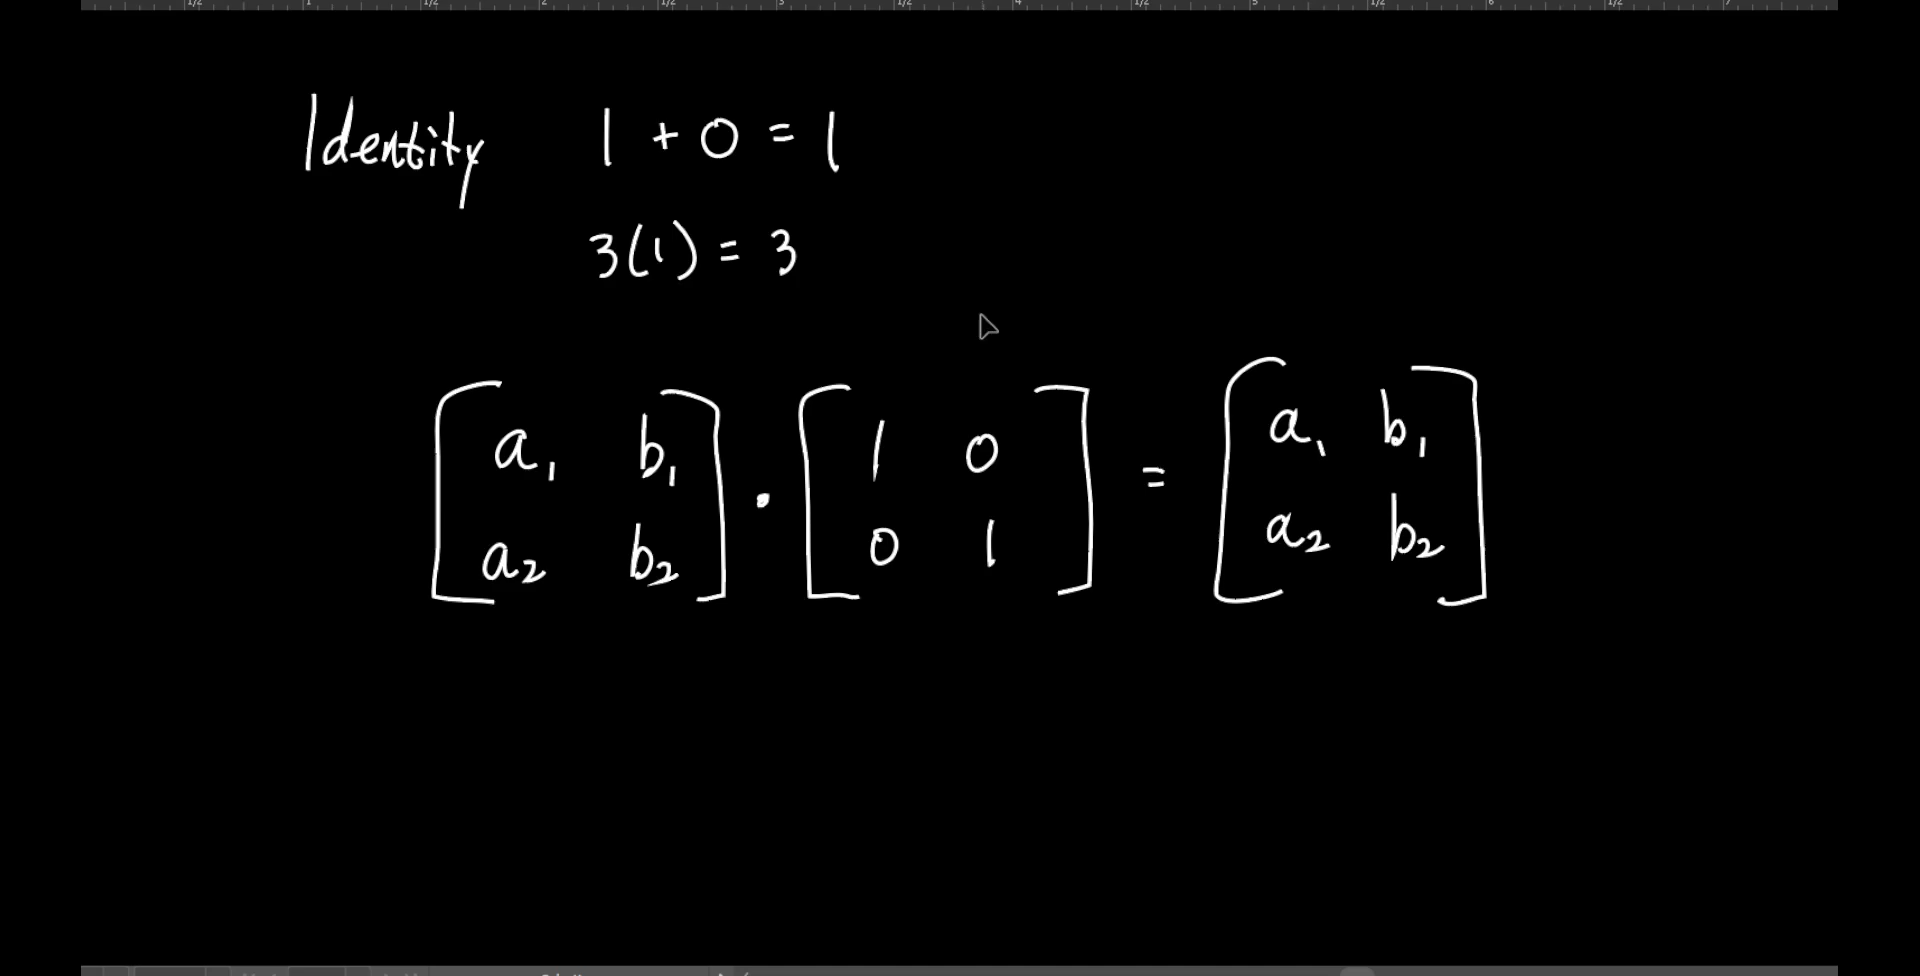 Identity 1 + 0 = 1
3(1) = 3
[a₁ b₁] · [1 0] = [a₁ b₁]
[a₂ b₂] [0 1] [a₂ b₂]